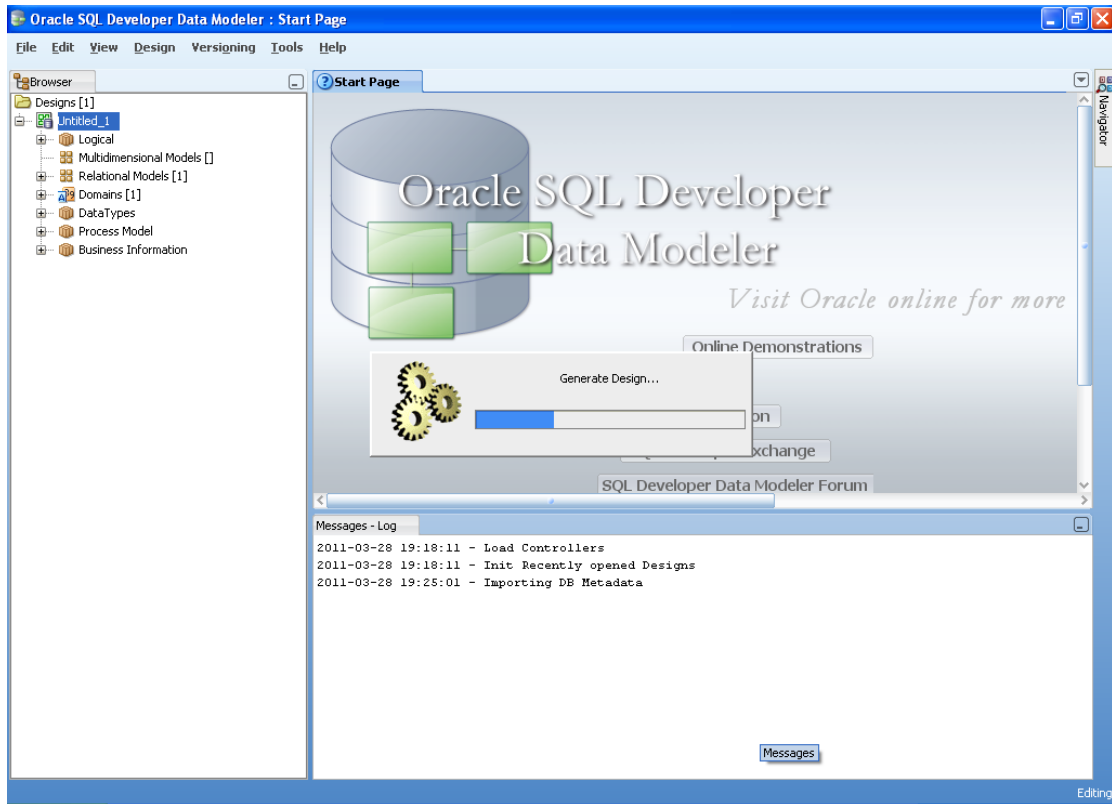 Oracle SQL Developer Data Modeler : Start Page
File Edit View Design Versioning Tools Help
Browser
Designs [1]
Untitled_1
Logical
Multidimensional Models []
Relational Models [1]
Domains [1]
DataTypes
Process Model
Business Information
Start Page
Oracle SQL Developer
Data Modeler
Visit Oracle online for more
Online Demonstrations
Generate Design...
on
xchange
SQL Developer Data Modeler Forum
Navigator
Messages - Log
2011-03-28 19:18:11 - Load Controllers
2011-03-28 19:18:11 - Init Recently opened Designs
2011-03-28 19:25:01 - Importing DB Metadata
Messages
Editing